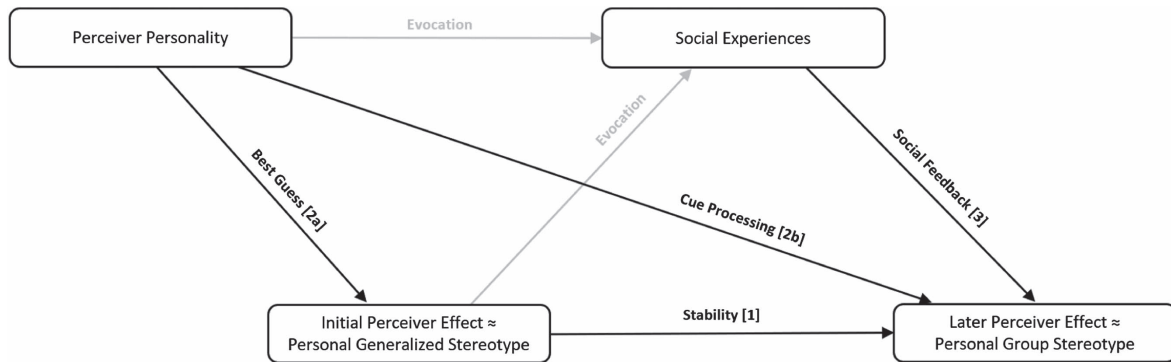 Perceiver Personality
Evocation
Social Experiences
Evocation
Best Guess [2a]
Cue Processing [2b]
Social Feedback [3]
Initial Perceiver Effect ≈
Personal Generalized Stereotype
Stability [1]
Later Perceiver Effect ≈
Personal Group Stereotype